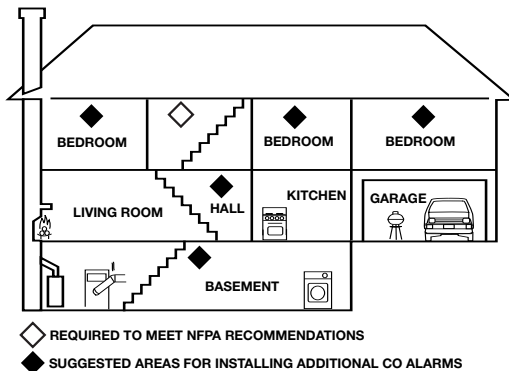 BEDROOM
BEDROOM
BEDROOM
LIVING ROOM
HALL
KITCHEN
GARAGE
BASEMENT
REQUIRED TO MEET NFPA RECOMMENDATIONS
SUGGESTED AREAS FOR INSTALLING ADDITIONAL CO ALARMS